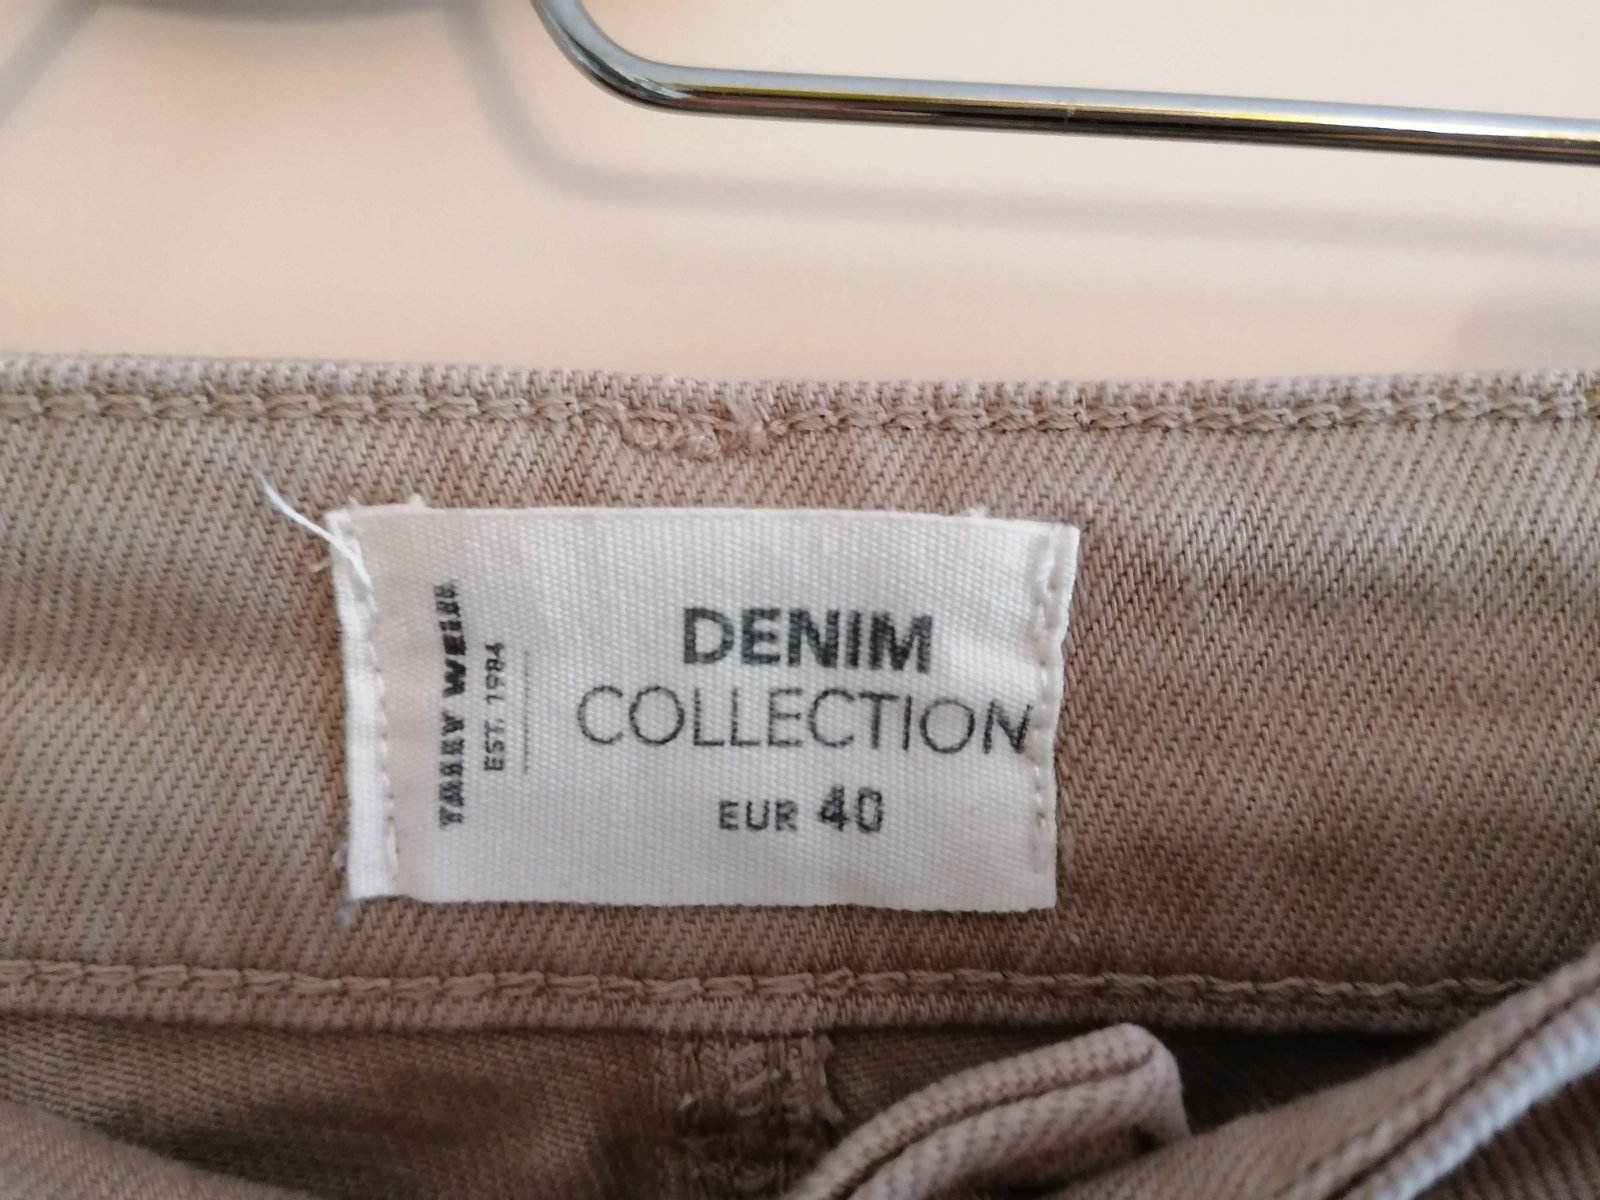 TALLY WEIJL
EST. 1984
DENIM
COLLECTION
EUR 40